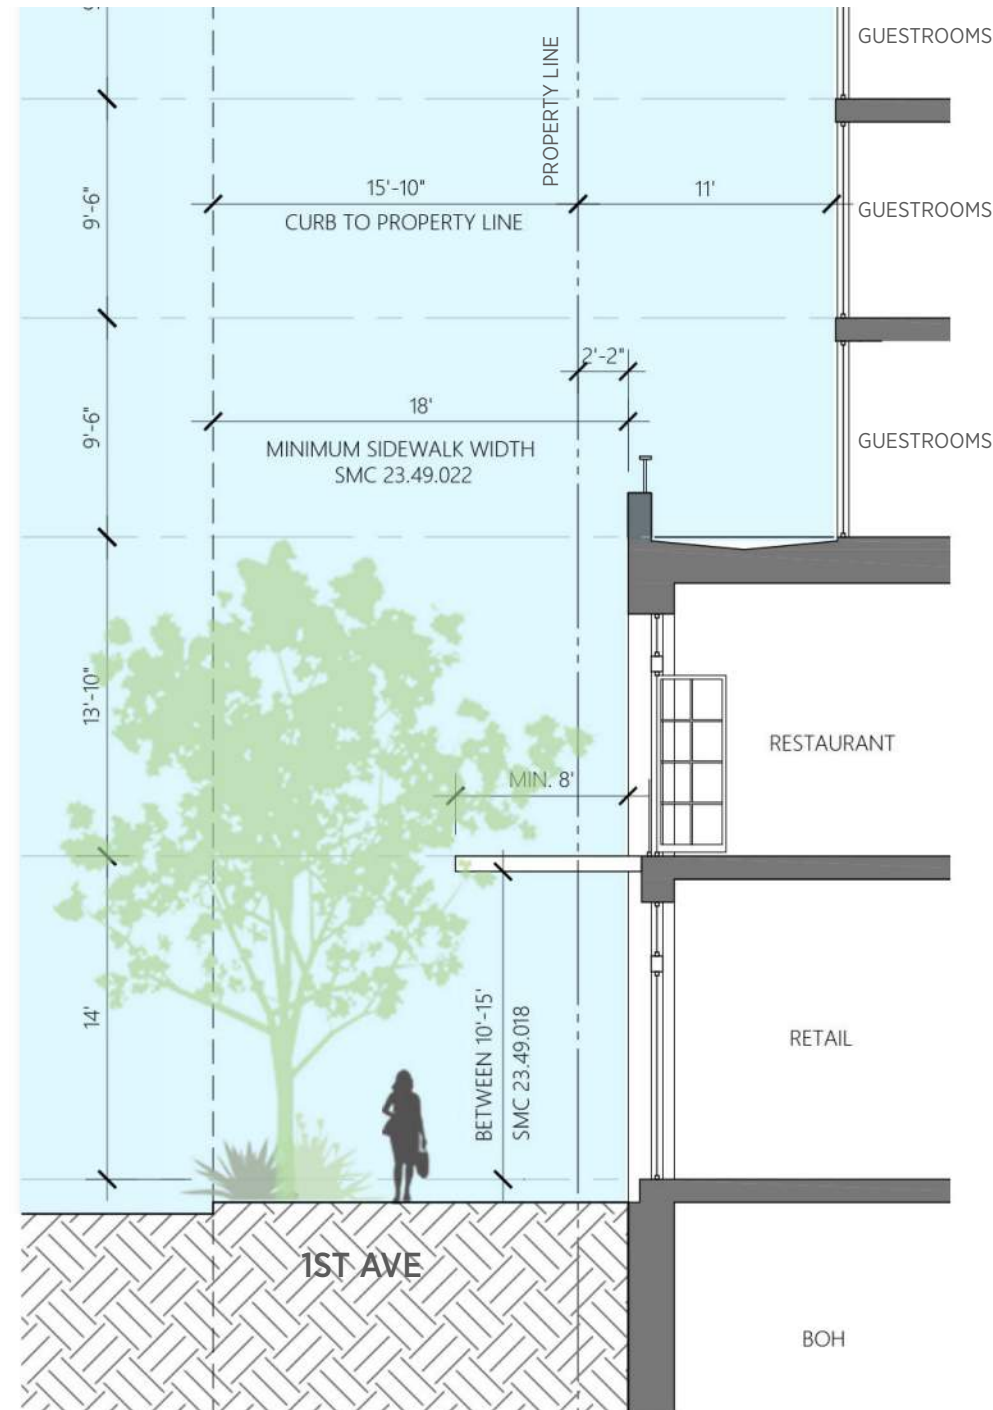 GUESTROOMS
PROPERTY LINE
15'-10"
CURB TO PROPERTY LINE
11'
9'-6"
GUESTROOMS
2'-2"
18'
MINIMUM SIDEWALK WIDTH
SMC 23.49.022
9'-6"
GUESTROOMS
13'-10"
MIN. 8'
RESTAURANT
14'
BETWEEN 10'-15'
SMC 23.49.018
RETAIL
1ST AVE
BOH